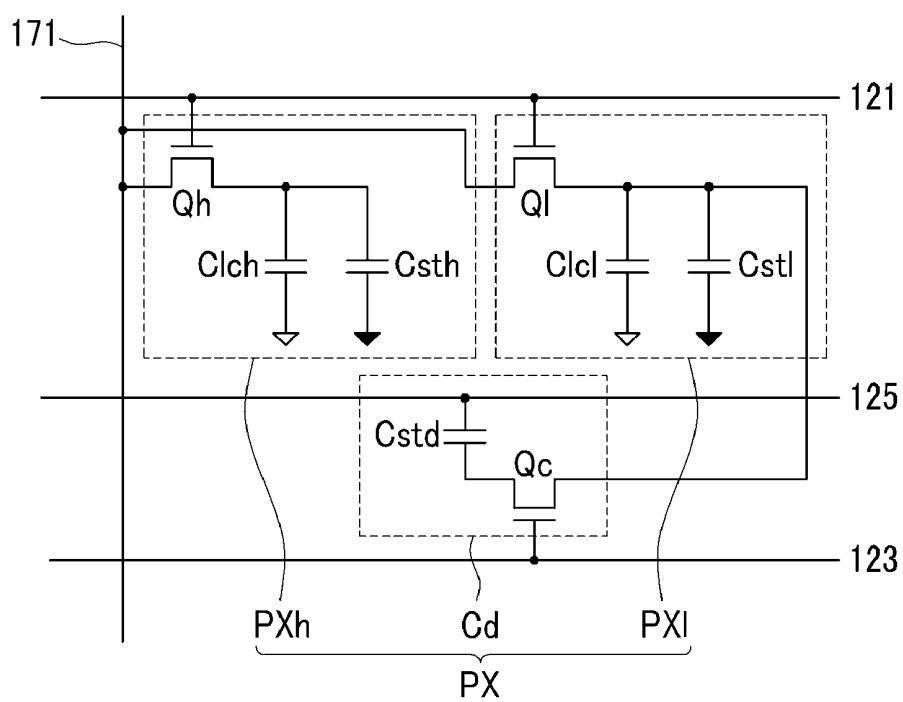 171
121
Qh
Ql
Clch
Csth
Clcl
Cstl
125
Cstd
Qc
123
PXh
Cd
PXl
PX